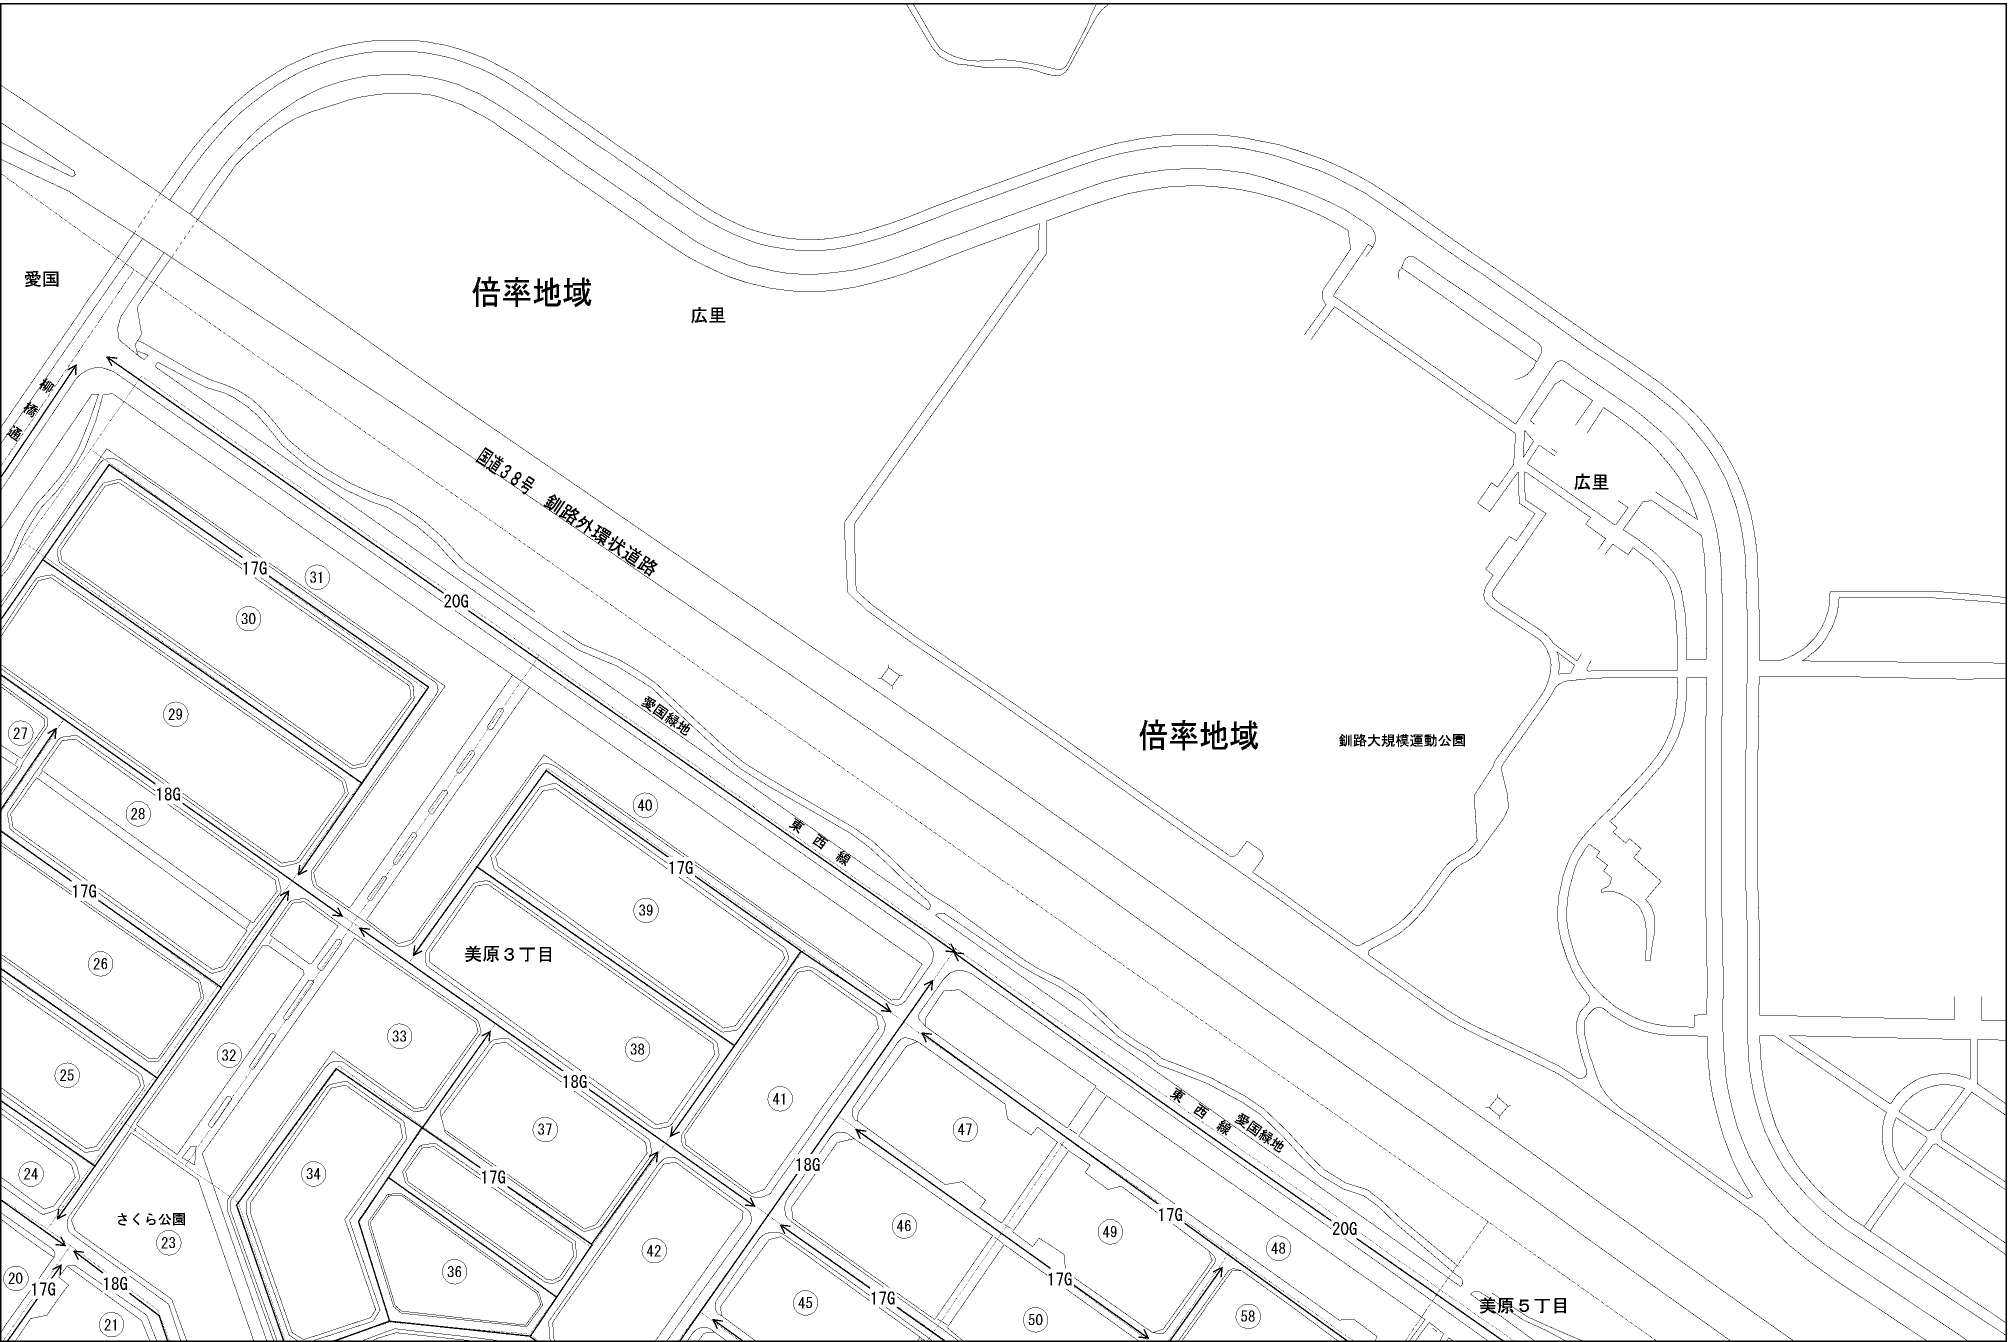 愛国
倍率地域
広里
柳橋通
国道38号 釧路外環状道路
広里
17G
31
30
20G
愛国緑地
29
27
18G
28
倍率地域
釧路大規模運動公園
40
東西線
17G
17G
39
美原3丁目
26
33
38
32
25
18G
41
37
47
東西線
愛国緑地
34
24
17G
18G
さくら公園
23
46
17G
20G
49
42
48
36
20
17G
18G
17G
17G
45
美原5丁目
21
50
58